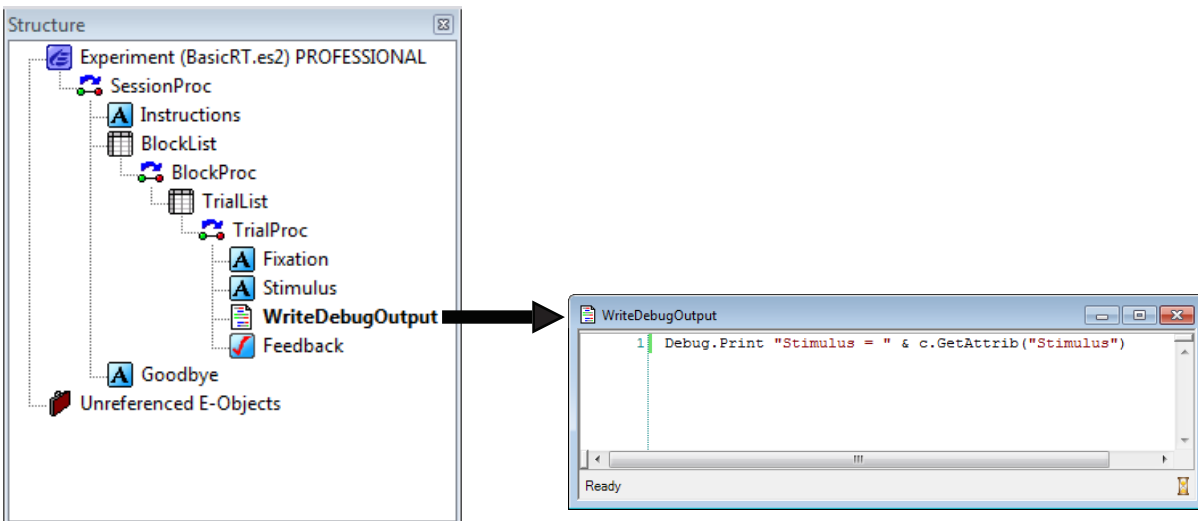 Structure
Experiment (BasicRT.es2) PROFESSIONAL
SessionProc
Instructions
BlockList
BlockProc
TrialList
TrialProc
Fixation
Stimulus
WriteDebugOutput
Feedback
Goodbye
Unreferenced E-Objects
WriteDebugOutput
1 Debug.Print "Stimulus = " & c.GetAttrib("Stimulus")
Ready